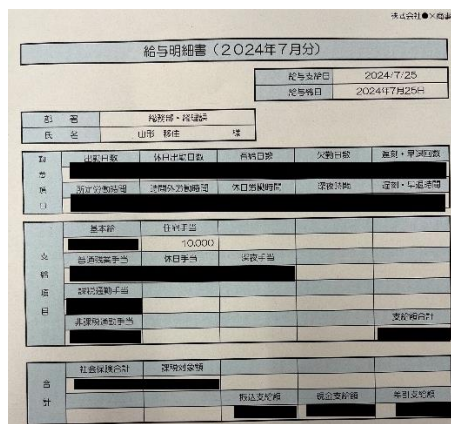 株式会社●×商事
給与明細書（2024年7月分）
給与支給日 2024/7/25
給与締日 2024年7月25日
部 署 総務部・経理課
氏 名 山形 様
勤怠項目
出勤日数 休日出勤日数 有給日数 欠勤日数 遅刻・早退回数
所定労働時間 時間外労働時間 休日労働時間 遅刻・早退時間
支給項目
基本給
10,000
普通残業手当 休日手当 深夜手当
課税通勤手当
非課税通勤手当 支給額合計
合計
社会保険合計 課税対象額
振込支給額 現金支給額 差引支給額